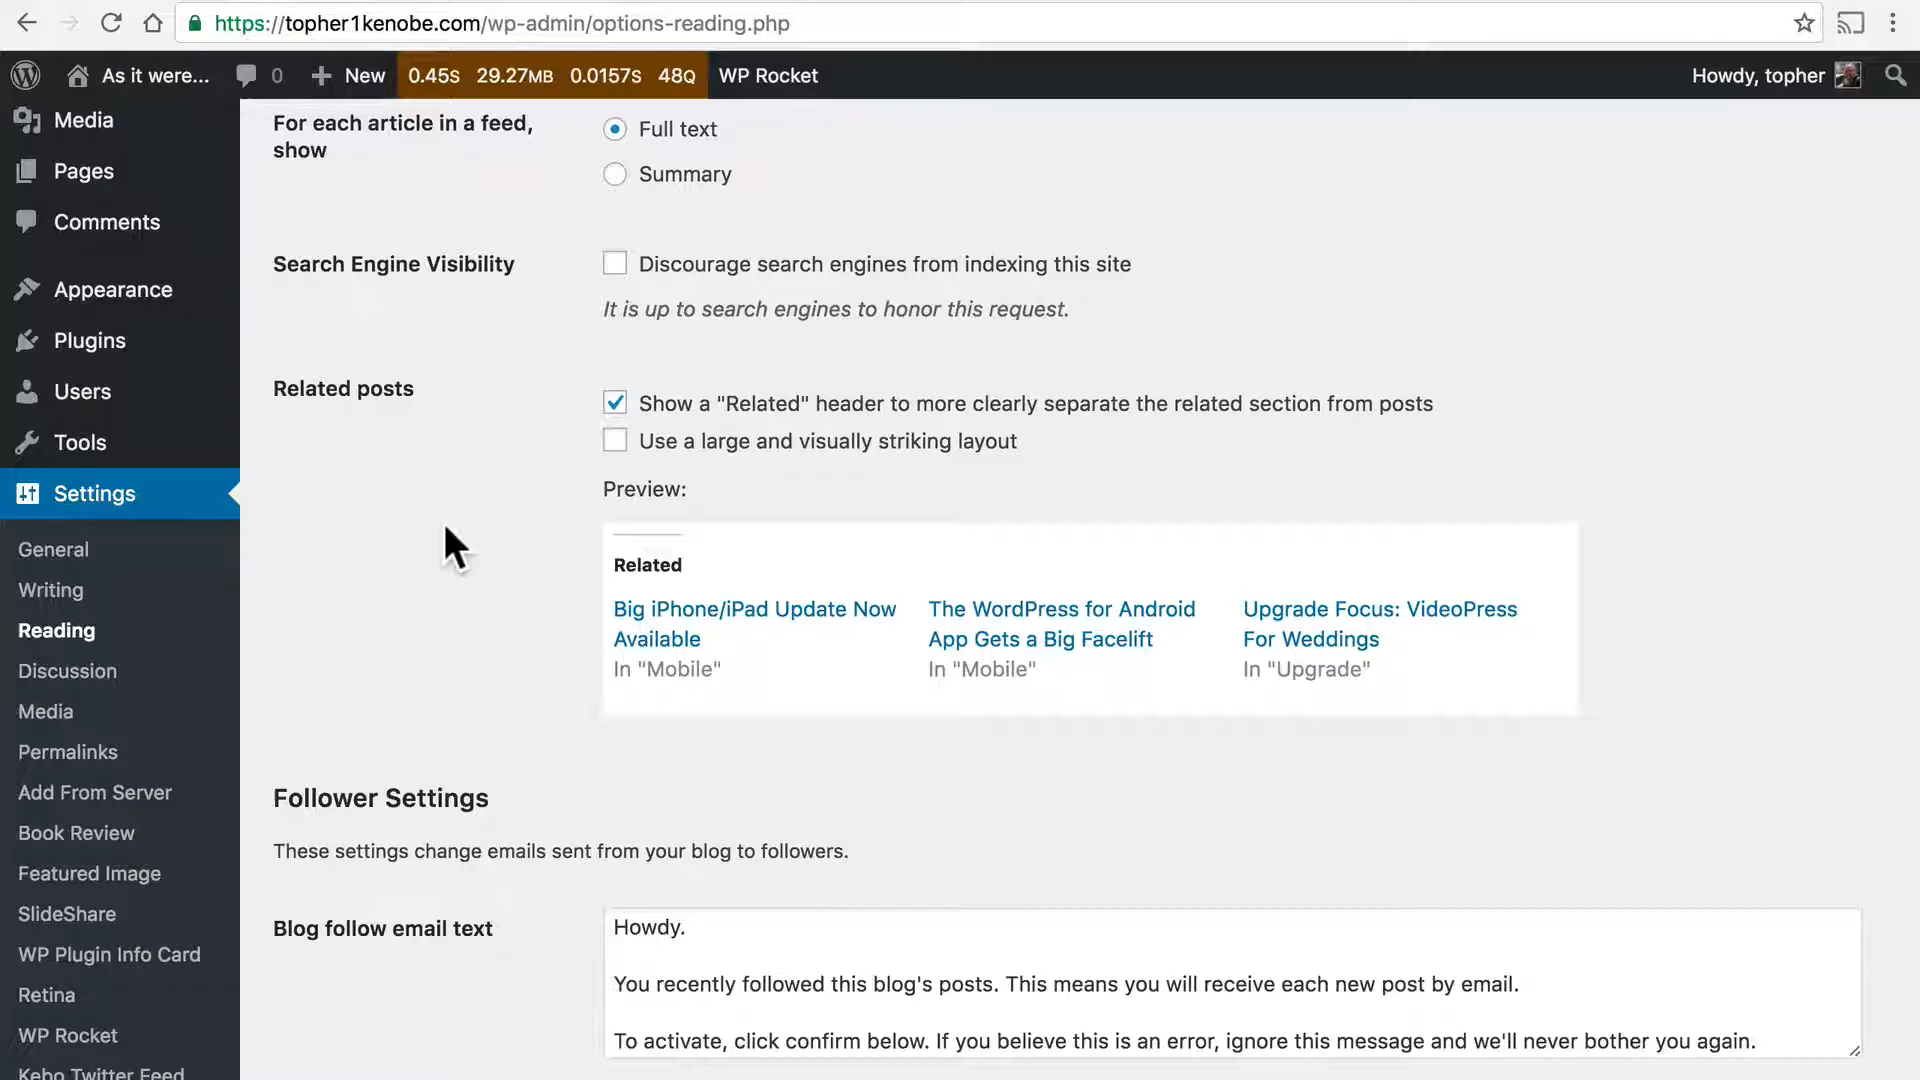 https://topher1kenobe.com/wp-admin/options-reading.php
As it were... 0 New 0.45S 29.27MB 0.0157S 48Q WP Rocket Howdy, topher
Media
Pages
Comments
Appearance
Plugins
Users
Tools
Settings
General
Writing
Reading
Discussion
Media
Permalinks
Add From Server
Book Review
Featured Image
SlideShare
WP Plugin Info Card
Retina
WP Rocket
Kebo Twitter Feed
For each article in a feed,
show
Full text
Summary
Search Engine Visibility
Discourage search engines from indexing this site
It is up to search engines to honor this request.
Related posts
Show a "Related" header to more clearly separate the related section from posts
Use a large and visually striking layout
Preview:
Related
Big iPhone/iPad Update Now
Available
In "Mobile"
The WordPress for Android
App Gets a Big Facelift
In "Mobile"
Upgrade Focus: VideoPress
For Weddings
In "Upgrade"
Follower Settings
These settings change emails sent from your blog to followers.
Blog follow email text
Howdy.
You recently followed this blog's posts. This means you will receive each new post by email.
To activate, click confirm below. If you believe this is an error, ignore this message and we'll never bother you again.